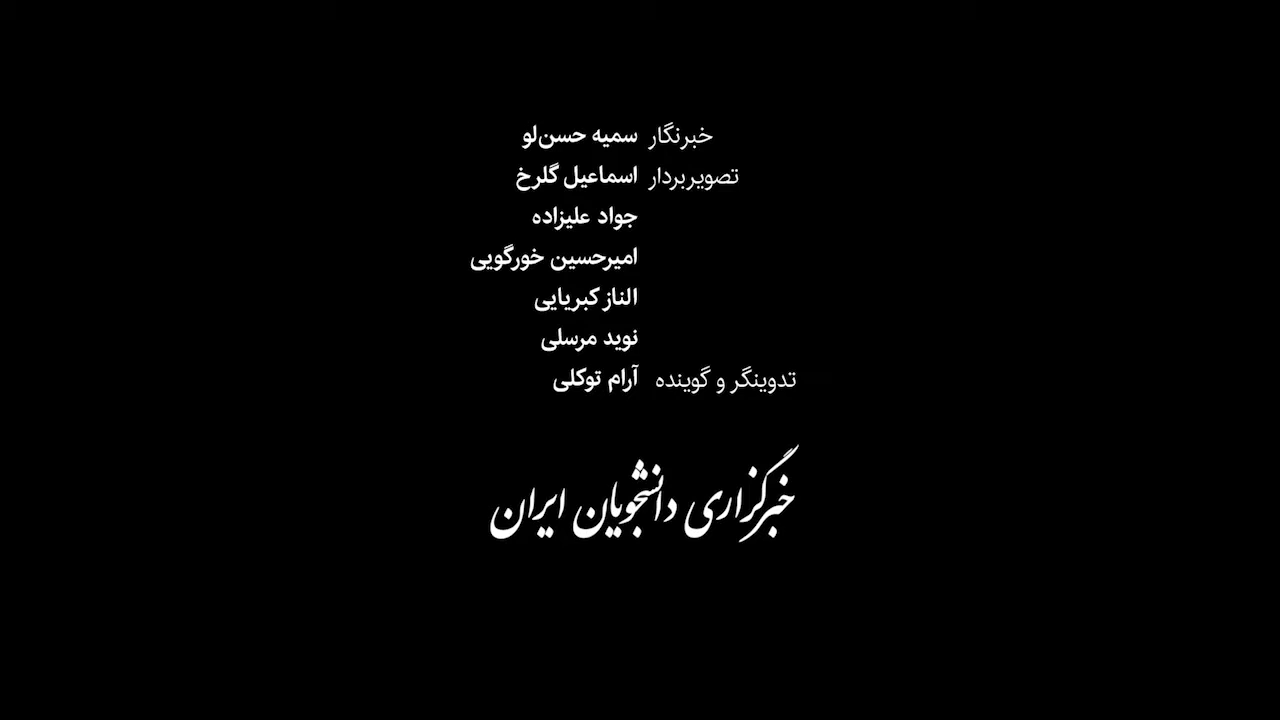 خبرنگار سمیه حسن‌لو
تصویربردار اسماعیل گلرخ
جواد علیزاده
امیرحسین خورگویی
الناز کبریایی
نوید مرسلی
تدوینگر و گوینده آرام توکلی
خبرگزاری دانشجویان ایران